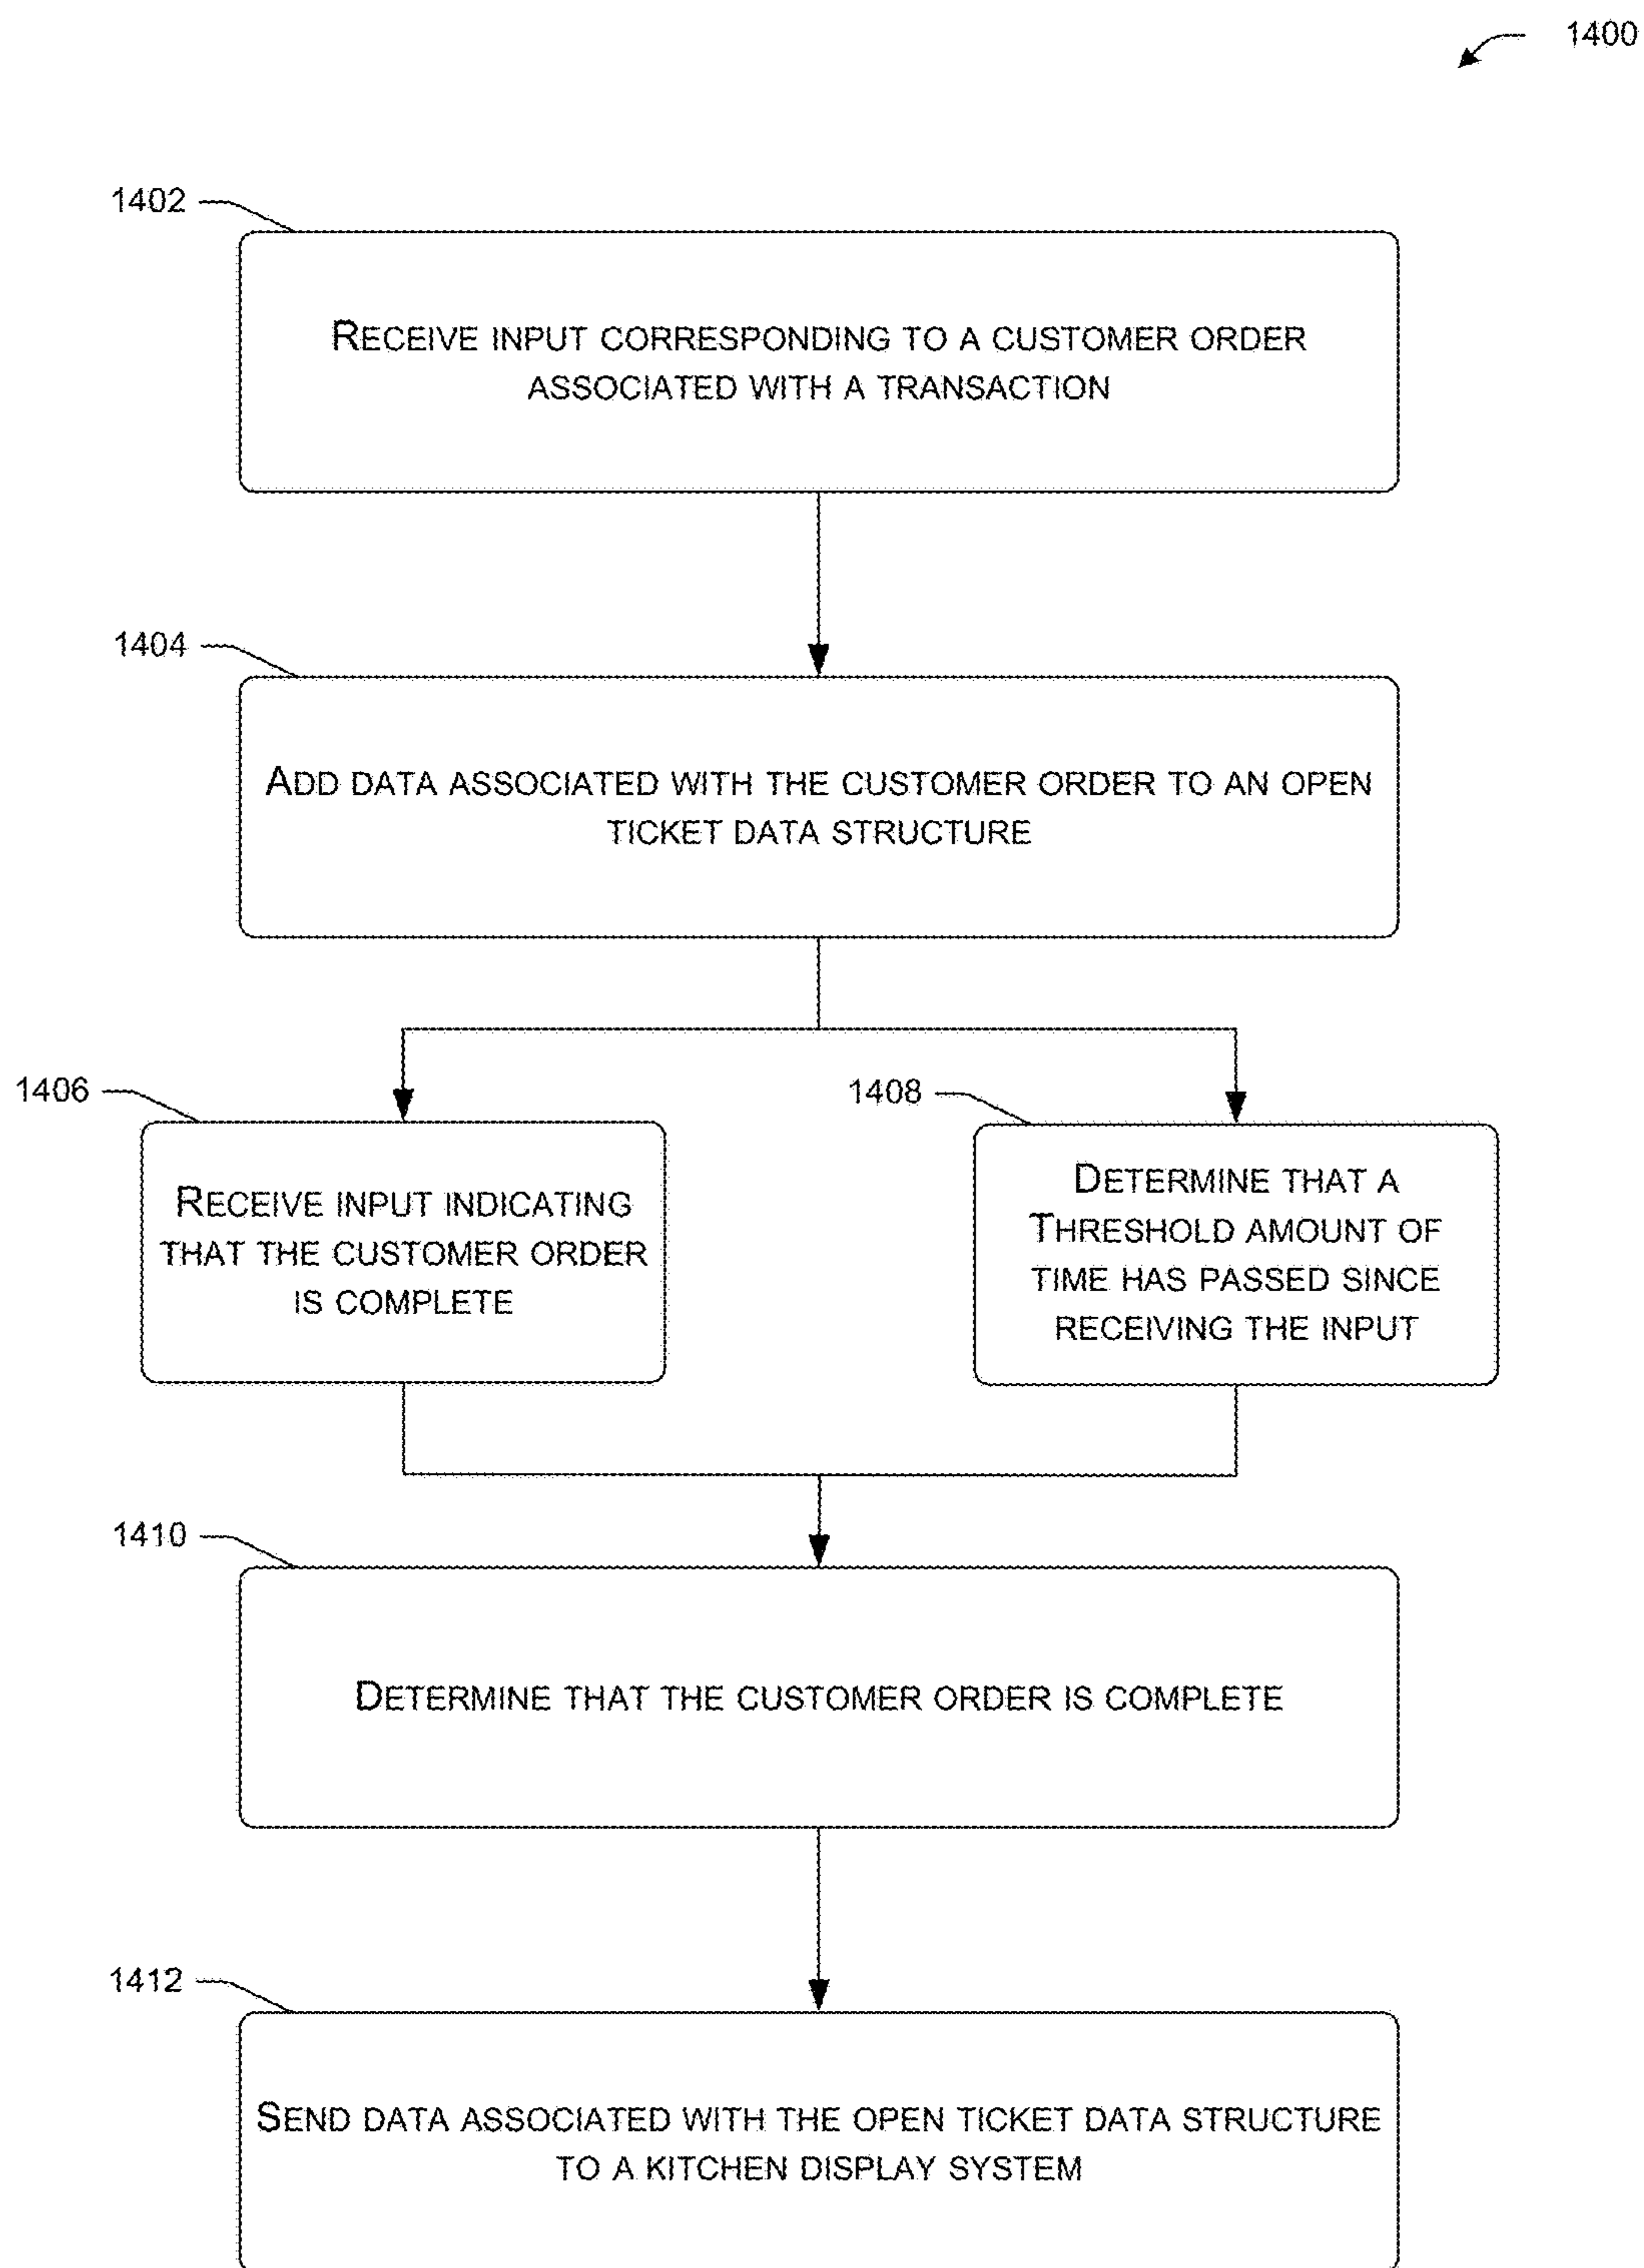 1400
1402
RECEIVE INPUT CORRESPONDING TO A CUSTOMER ORDER
ASSOCIATED WITH A TRANSACTION
1404
ADD DATA ASSOCIATED WITH THE CUSTOMER ORDER TO AN OPEN
TICKET DATA STRUCTURE
1406
RECEIVE INPUT INDICATING
THAT THE CUSTOMER ORDER
IS COMPLETE
1408
DETERMINE THAT A
THRESHOLD AMOUNT OF
TIME HAS PASSED SINCE
RECEIVING THE INPUT
1410
DETERMINE THAT THE CUSTOMER ORDER IS COMPLETE
1412
SEND DATA ASSOCIATED WITH THE OPEN TICKET DATA STRUCTURE
TO A KITCHEN DISPLAY SYSTEM